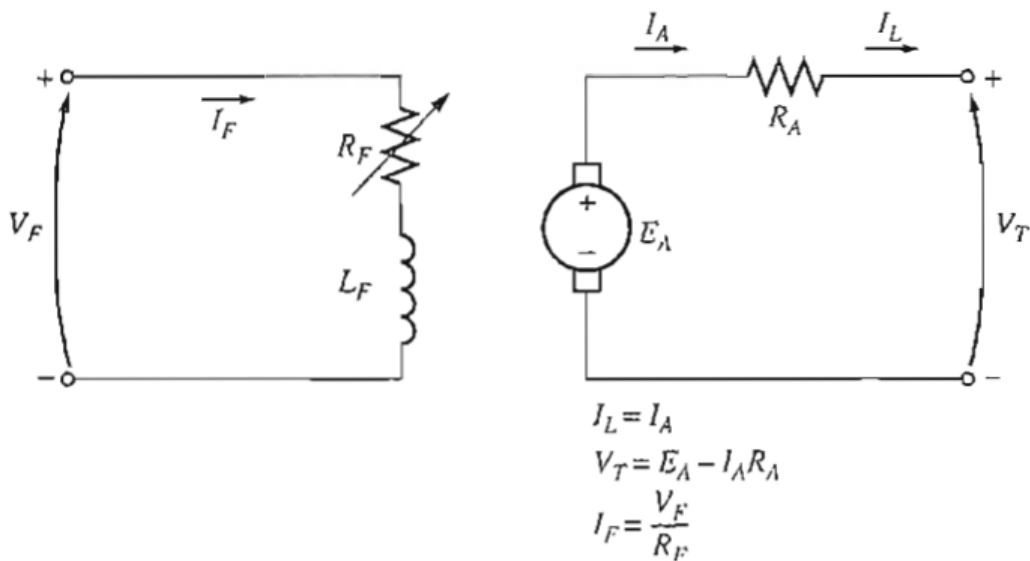 I_A
I_L
+
+
I_F
R_F
R_A
V_F
+
−
E_A
V_T
L_F
−
−
I_L = I_A
V_T = E_A − I_A R_A
I_F = V_F / R_F